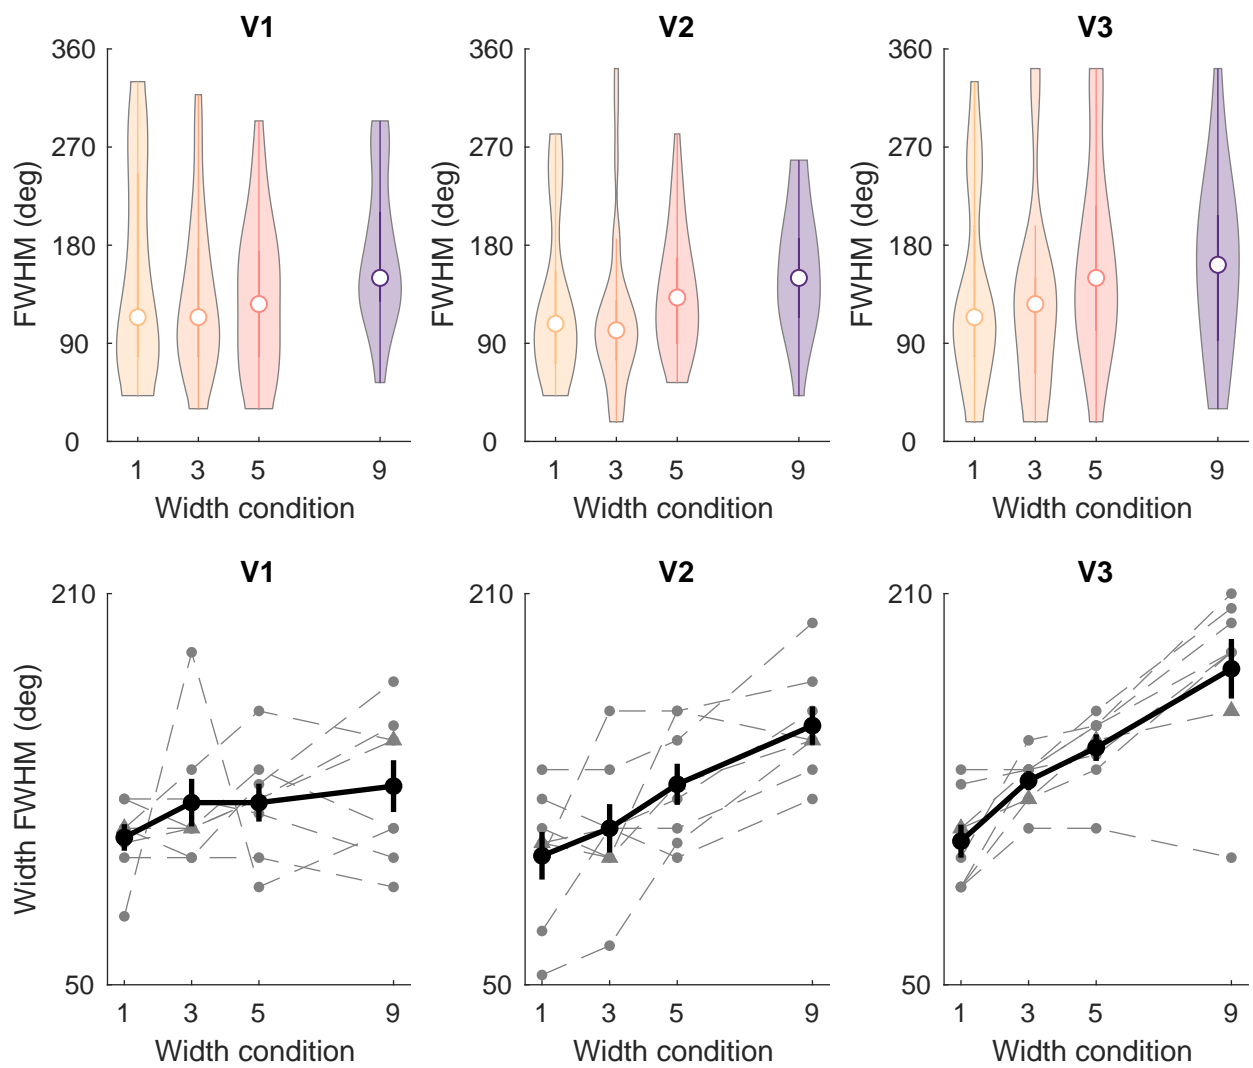 V1
V2
V3
360
270
180
90
0
FWHM (deg)
1 3 5 9
Width condition
360
270
180
90
0
FWHM (deg)
1 3 5 9
Width condition
360
270
180
90
0
FWHM (deg)
1 3 5 9
Width condition
V1
V2
V3
210
50
Width FWHM (deg)
1 3 5 9
Width condition
210
50
1 3 5 9
Width condition
210
50
1 3 5 9
Width condition